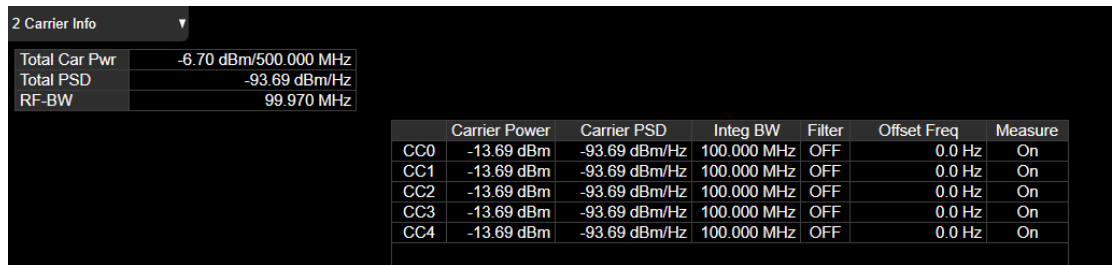 2 Carrier Info ▼
Total Car Pwr -6.70 dBm/500.000 MHz
Total PSD -93.69 dBm/Hz
RF-BW 99.970 MHz
Carrier Power Carrier PSD Integ BW Filter Offset Freq Measure
CC0 -13.69 dBm -93.69 dBm/Hz 100.000 MHz OFF 0.0 Hz On
CC1 -13.69 dBm -93.69 dBm/Hz 100.000 MHz OFF 0.0 Hz On
CC2 -13.69 dBm -93.69 dBm/Hz 100.000 MHz OFF 0.0 Hz On
CC3 -13.69 dBm -93.69 dBm/Hz 100.000 MHz OFF 0.0 Hz On
CC4 -13.69 dBm -93.69 dBm/Hz 100.000 MHz OFF 0.0 Hz On